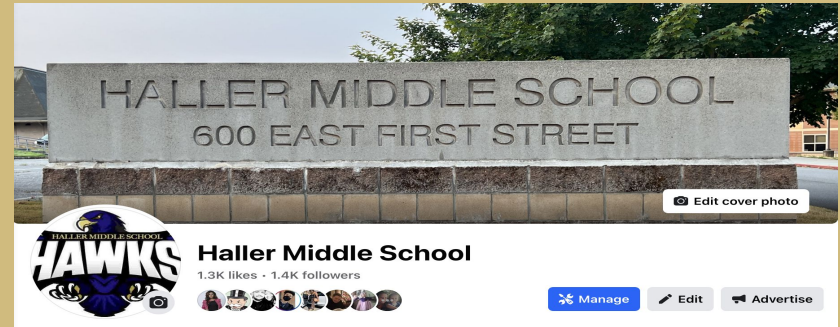 HALLER MIDDLE SCHOOL
600 EAST FIRST STREET
Edit cover photo
HALLER MIDDLE SCHOOL
HAWKS
Haller Middle School
1.3K likes • 1.4K followers
Manage
Edit
Advertise